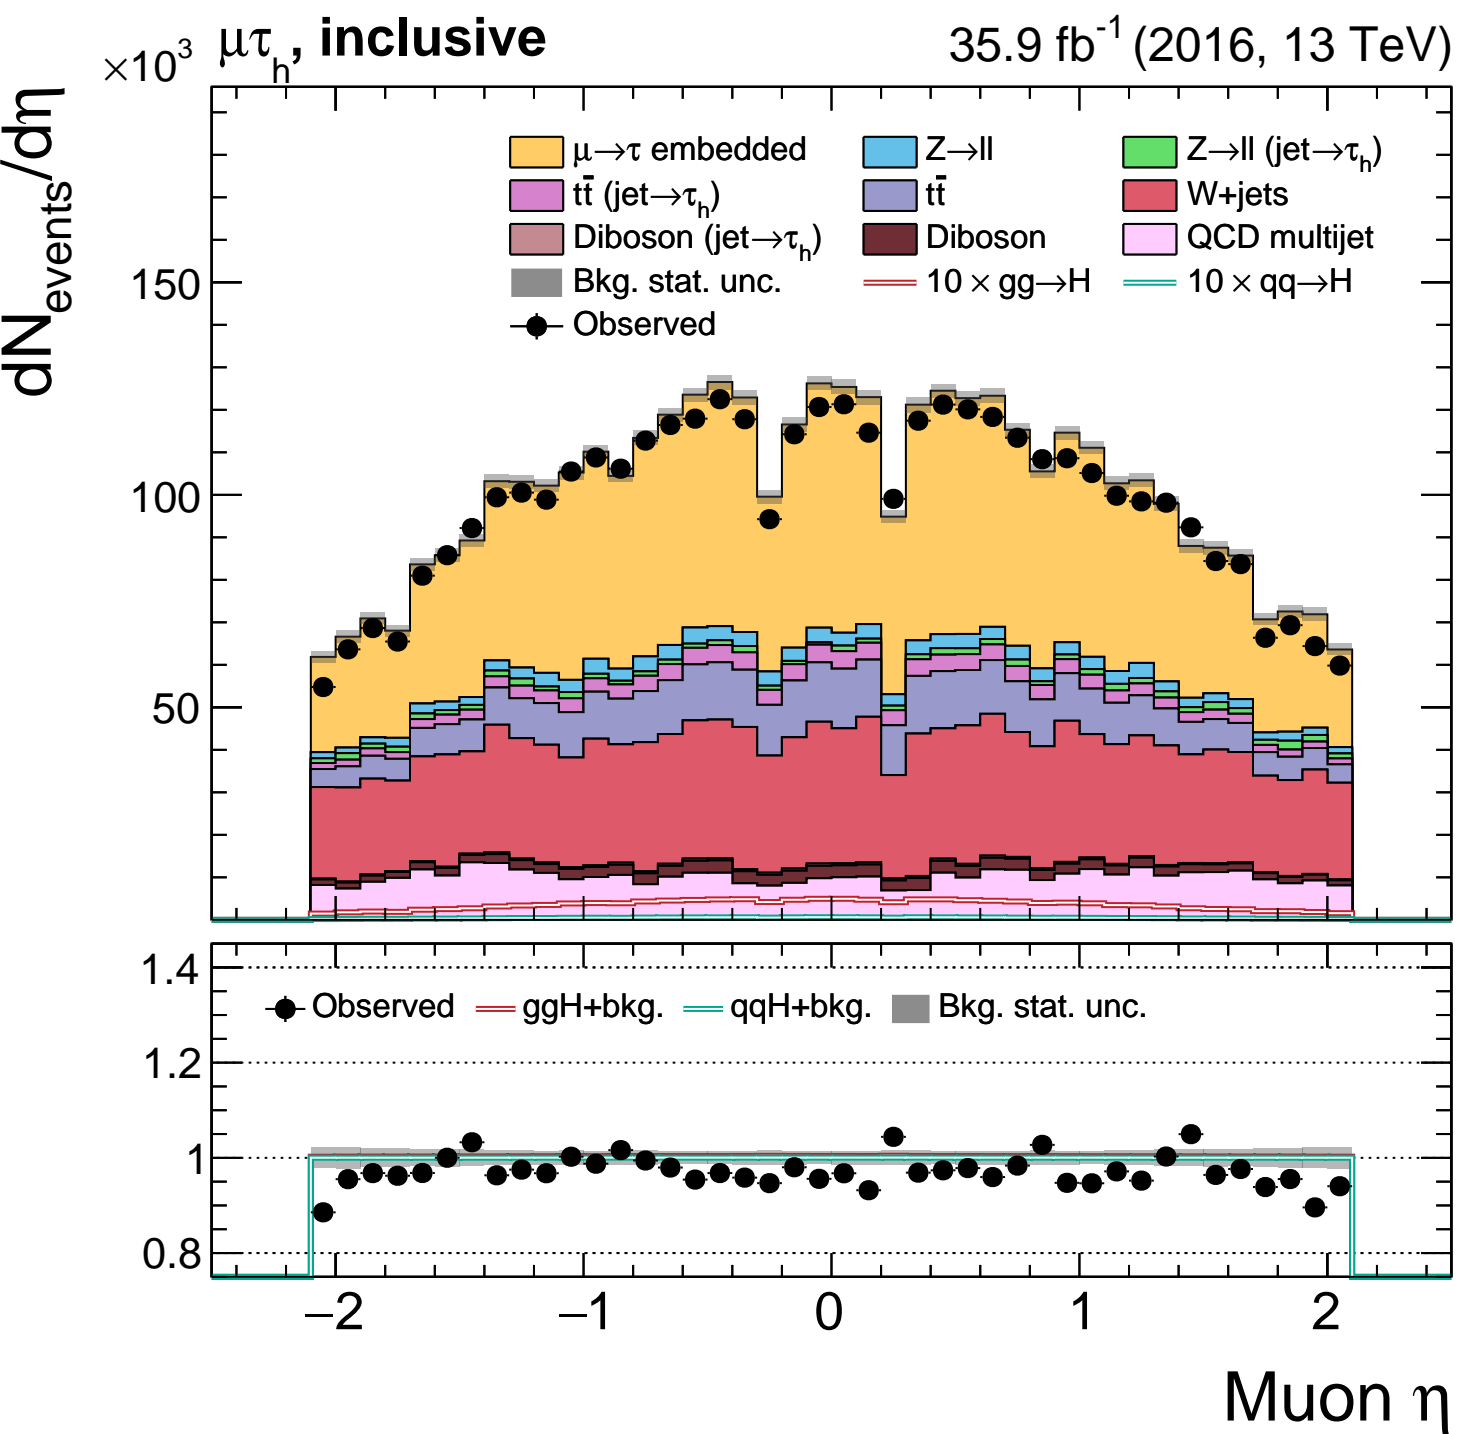 ×10³ μτₕ, inclusive 35.9 fb⁻¹ (2016, 13 TeV)
dN_events/dη
μ→τ embedded Z→ll Z→ll (jet→τₕ)
tt̄ (jet→τₕ) tt̄ W+jets
Diboson (jet→τₕ) Diboson QCD multijet
Bkg. stat. unc. 10 × gg→H 10 × qq→H
Observed
150
100
50
1.4
Observed ggH+bkg. qqH+bkg. Bkg. stat. unc.
1.2
1
0.8
−2 −1 0 1 2
Muon η